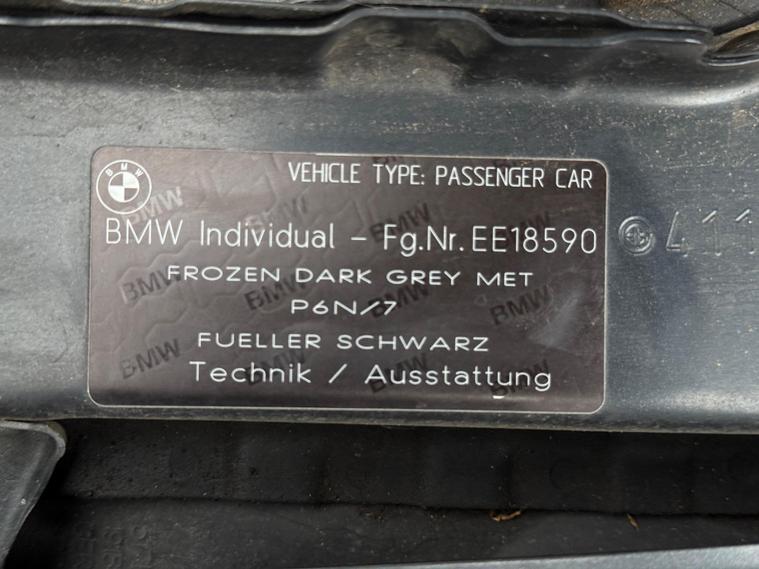 VEHICLE TYPE: PASSENGER CAR
BMW Individual - Fg.Nr. EE18590
FROZEN DARK GREY MET
P6N/7
FUELLER SCHWARZ
Technik / Ausstattung
411